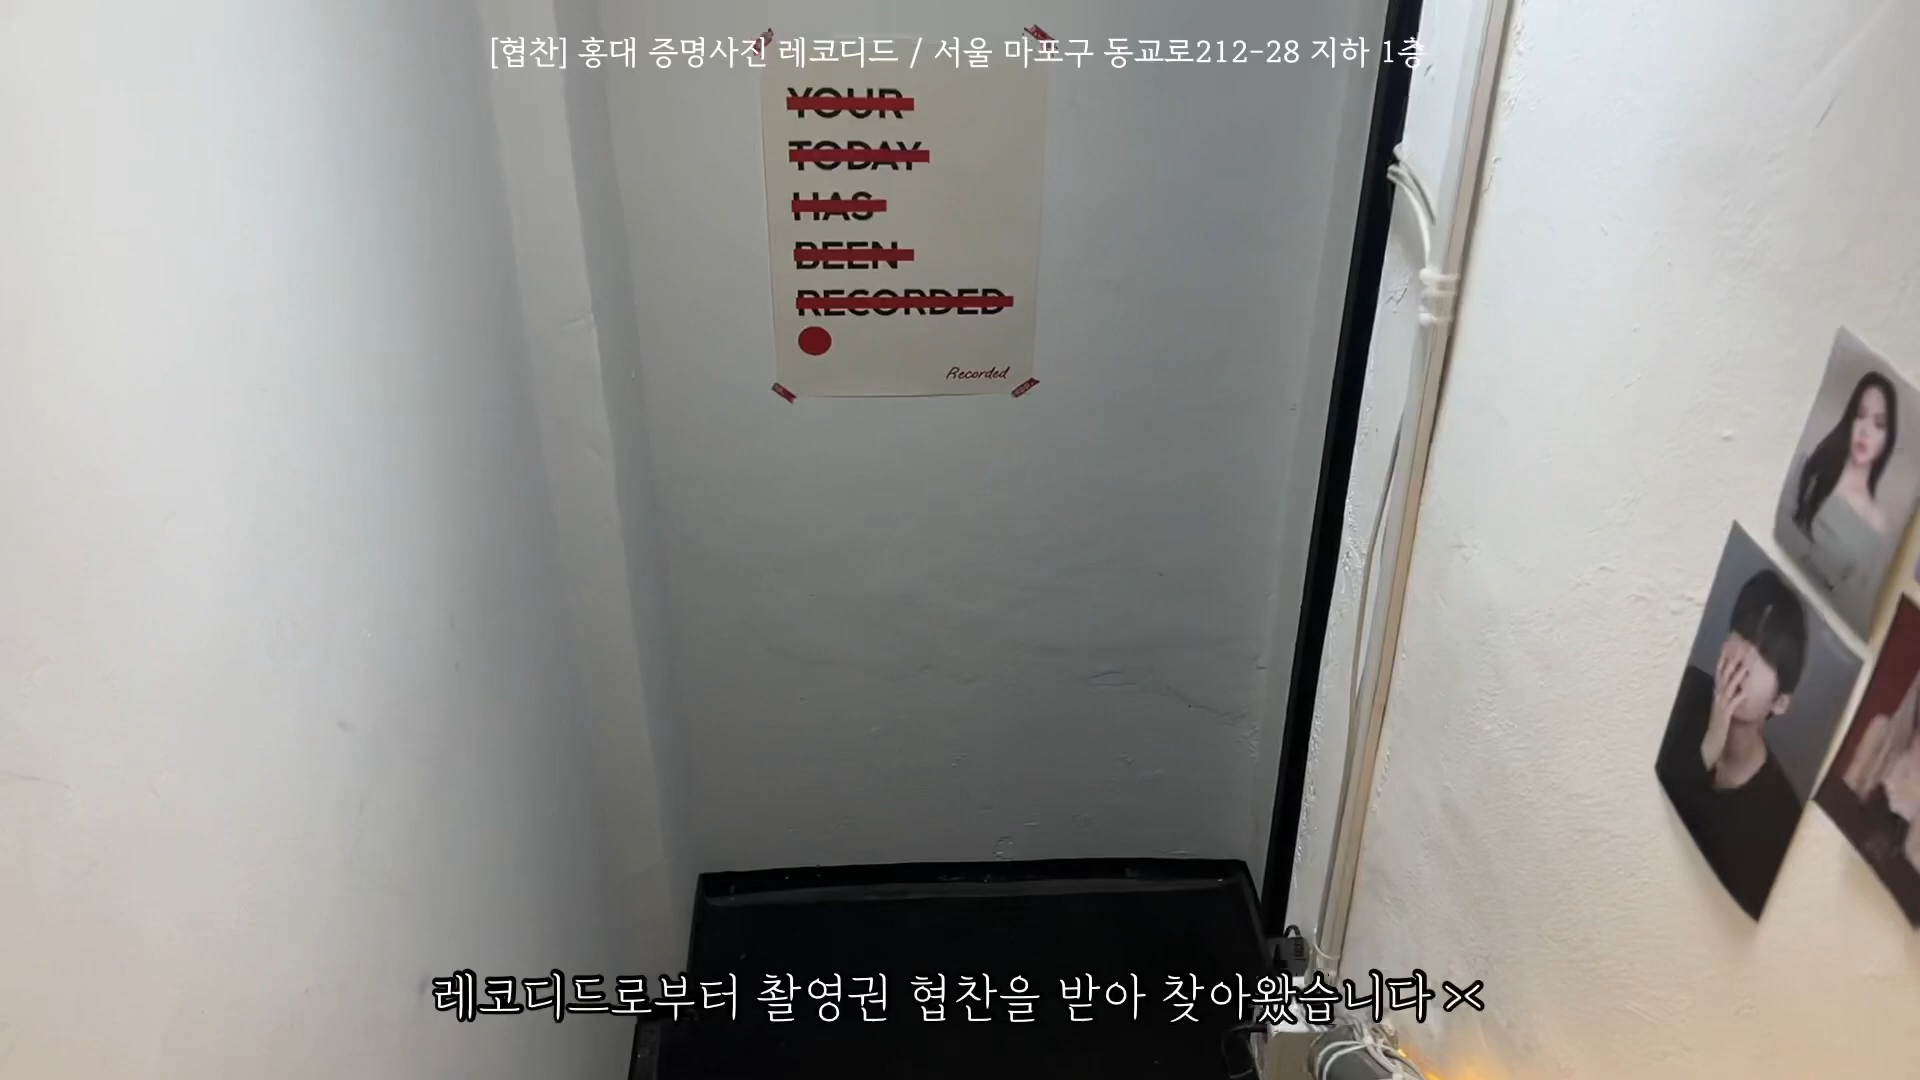 [협찬] 홍대 증명사진 레코디드 / 서울 마포구 동교로212-28 지하 1층
YOUR
TODAY
HAS
BEEN
RECORDED
Recorded
레코디드로부터 촬영권 협찬을 받아 찾아왔습니다